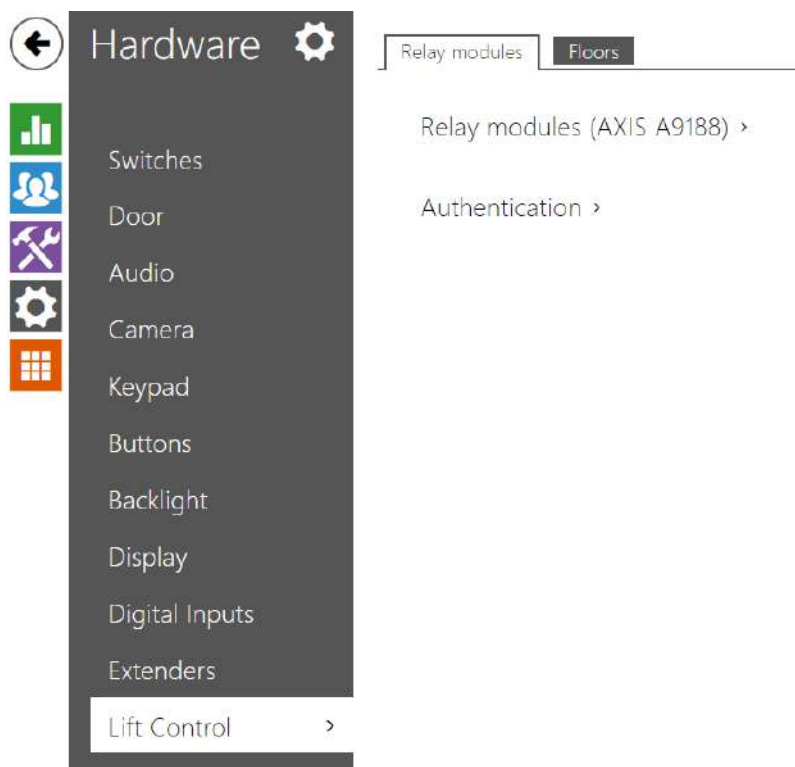 Hardware
Switches
Door
Audio
Camera
Keypad
Buttons
Backlight
Display
Digital Inputs
Extenders
Lift Control
Relay modules
Floors
Relay modules (AXIS A9188)
Authentication